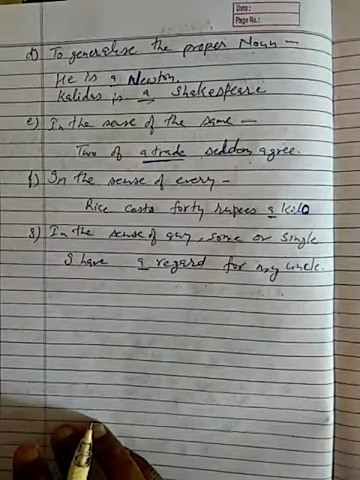 Date:
Page No.:
d) To generalise the proper Noun —
He is a Newton.
Kalidas is a Shakespeare
e) In the sense of the same —
Two of a trade seddom agree.
f) In the sense of every —
Rice costs forty rupees a kilo
g) In the sense of any, some or single
I have a regard for my uncle.